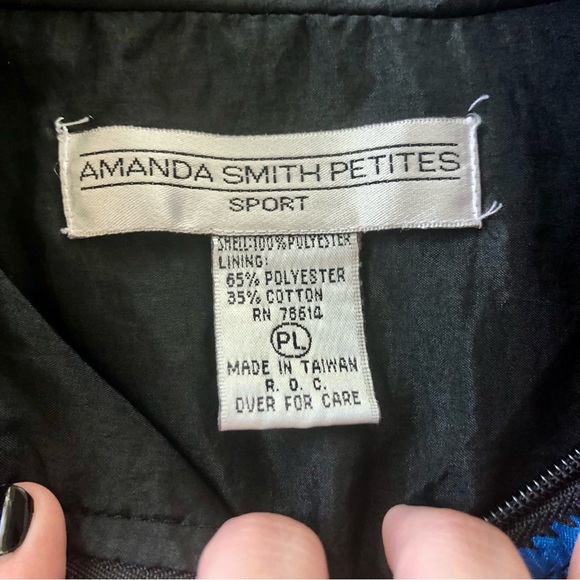 AMANDA SMITH PETITES
SPORT
SHELL:100% POLYESTER
LINING:
65% POLYESTER
35% COTTON
RN 78614
PL
MADE IN TAIWAN
R. O. C.
OVER FOR CARE